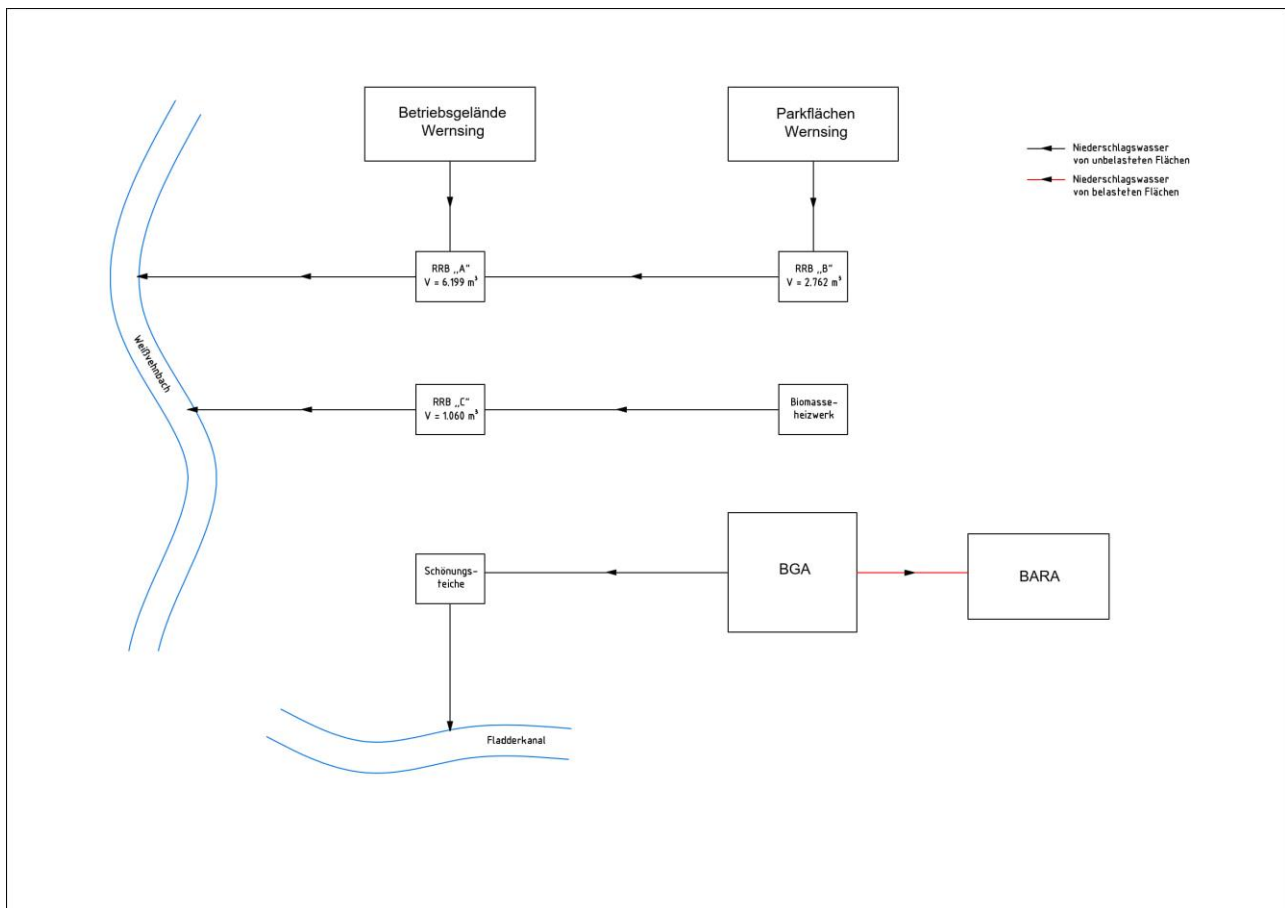 Betriebsgelände
Wernsing
Parkflächen
Wernsing
Niederschlagswasser
von unbelasteten Flächen
Niederschlagswasser
von belasteten Flächen
RRB „A"
V = 6.199 m³
RRB „B"
V = 2.762 m³
Weißvehnbach
RRB „C"
V = 1.060 m³
Biomasse-
heizwerk
Schönungs-
teiche
BGA
BARA
Fladderkanal